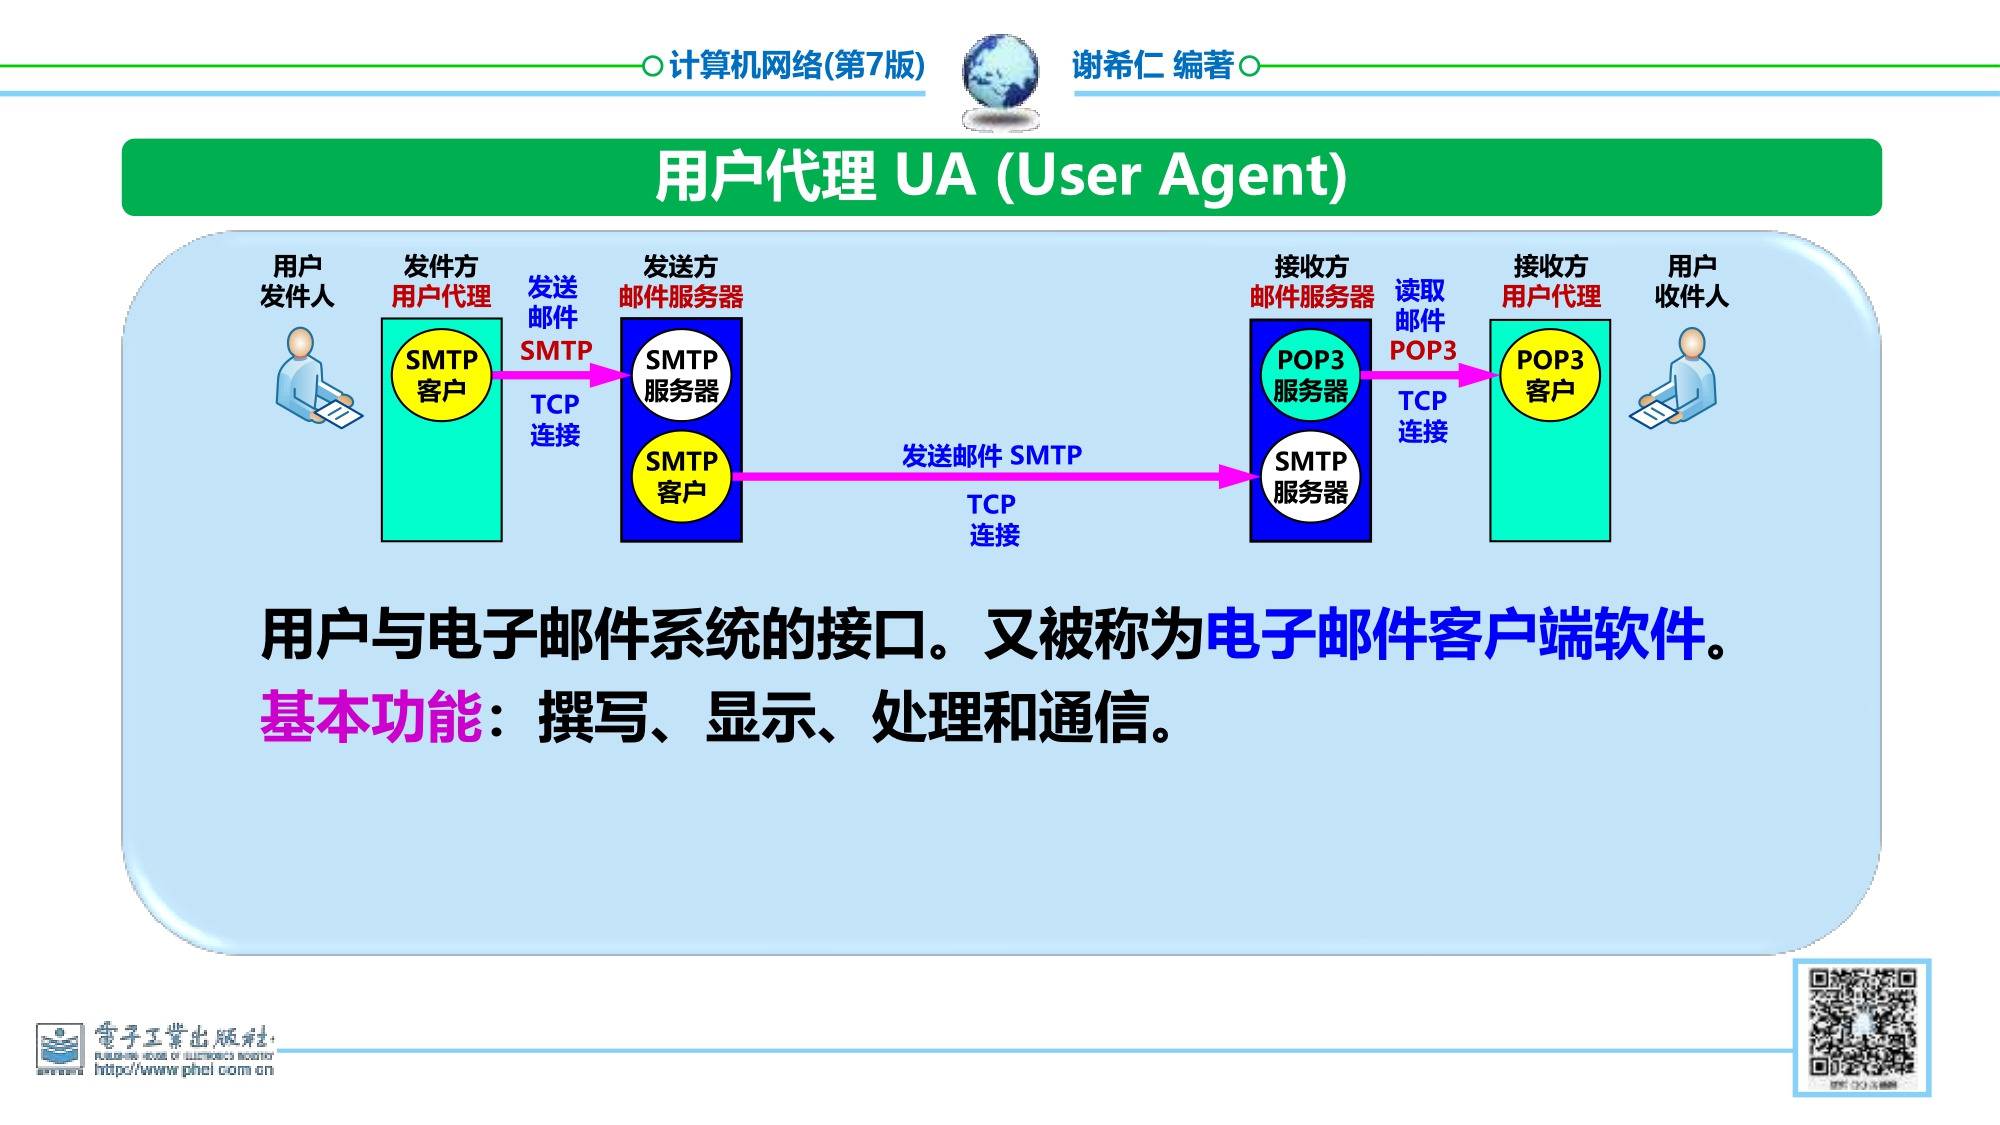 计算机网络(第7版)
谢希仁 编著
用户代理 UA (User Agent)
用户
发件人
发件方
用户代理
发送
邮件
SMTP
TCP
连接
发送方
邮件服务器
接收方
邮件服务器
读取
邮件
POP3
TCP
连接
接收方
用户代理
用户
收件人
SMTP
客户
SMTP
服务器
SMTP
客户
发送邮件 SMTP
TCP
连接
POP3
服务器
SMTP
服务器
POP3
客户
用户与电子邮件系统的接口。又被称为电子邮件客户端软件。
基本功能：撰写、显示、处理和通信。
電子工業出版社
PUBLISHING HOUSE OF ELECTRONICS INDUSTRY
http://www.phei.com.cn